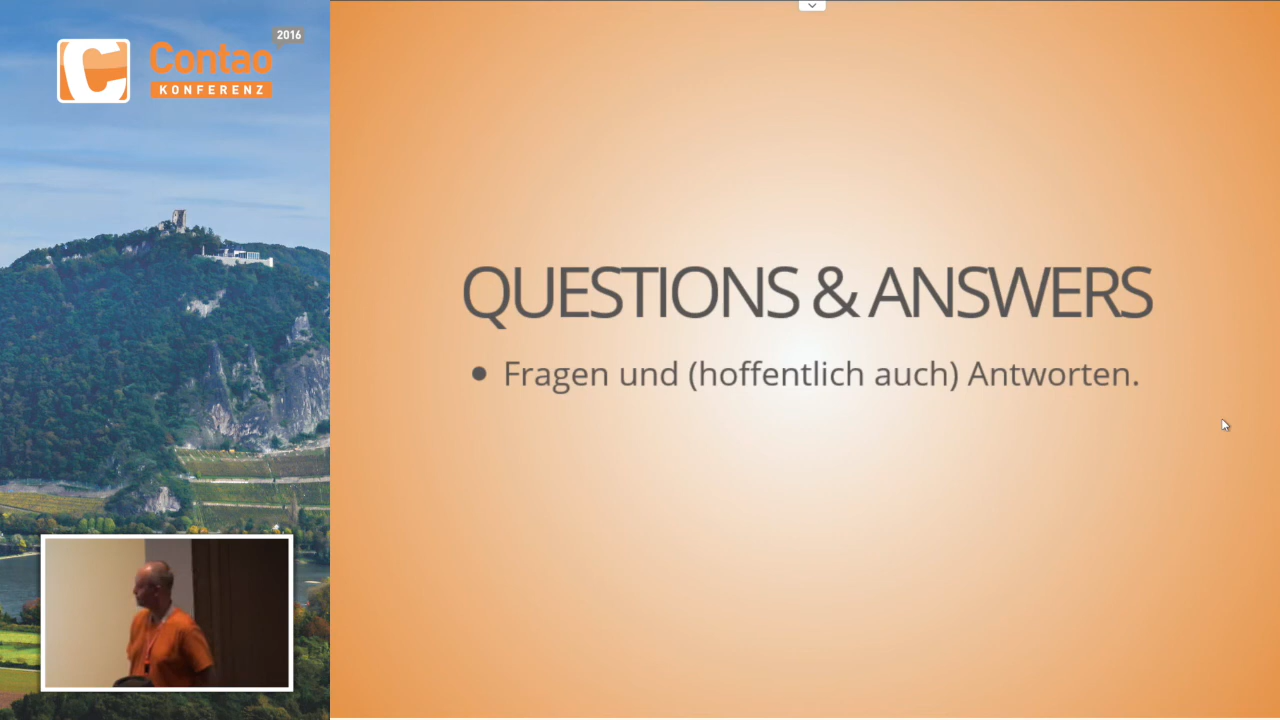 2016
Contao
KONFERENZ
QUESTIONS & ANSWERS
• Fragen und (hoffentlich auch) Antworten.